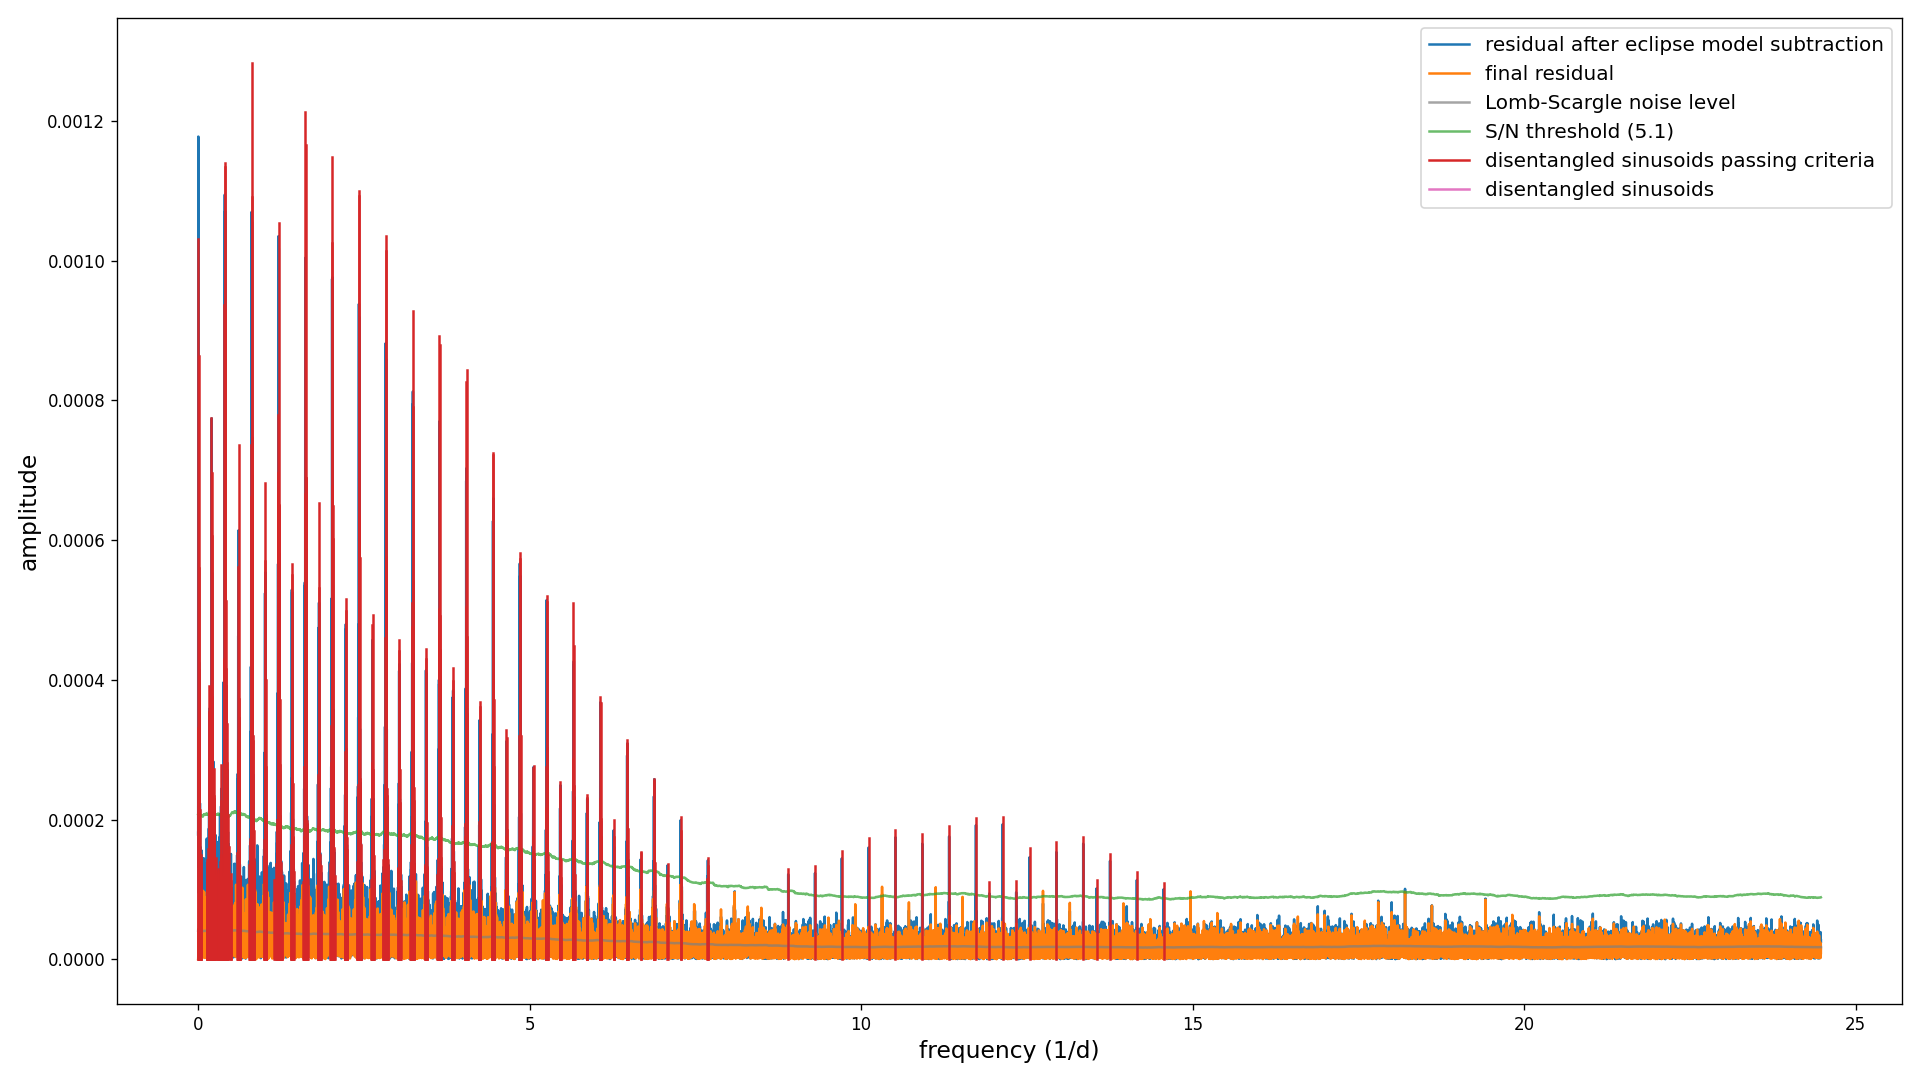 residual after eclipse model subtraction
final residual
Lomb-Scargle noise level
S/N threshold (5.1)
disentangled sinusoids passing criteria
disentangled sinusoids
amplitude
0.0012
0.0010
0.0008
0.0006
0.0004
0.0002
0.0000
0 5 10 15 20 25
frequency (1/d)